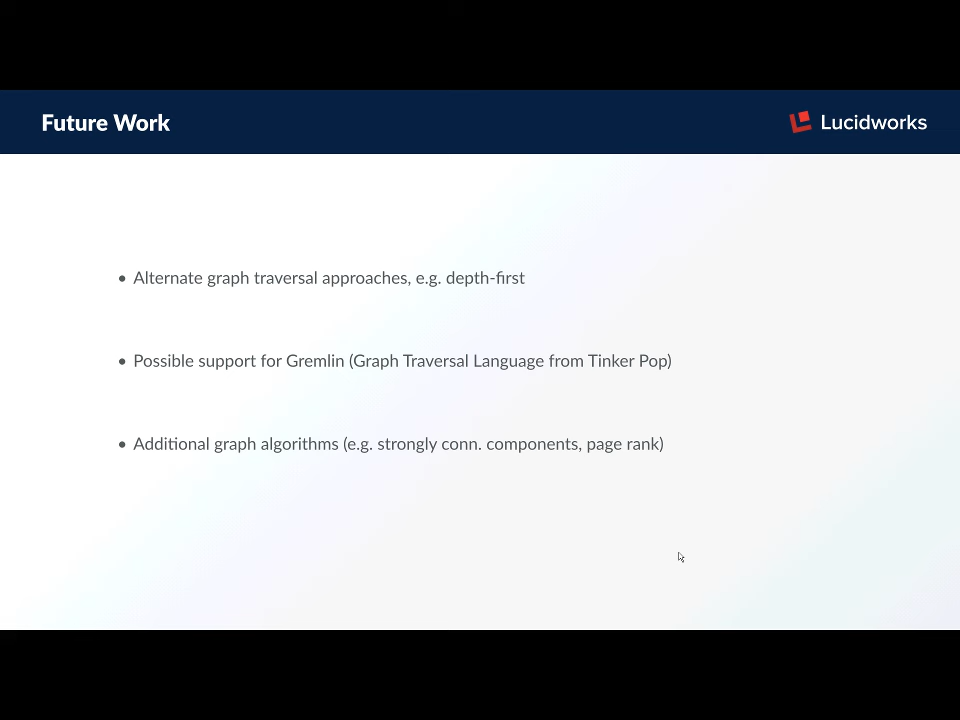 Future Work
Lucidworks
• Alternate graph traversal approaches, e.g. depth-first
• Possible support for Gremlin (Graph Traversal Language from Tinker Pop)
• Additional graph algorithms (e.g. strongly conn. components, page rank)